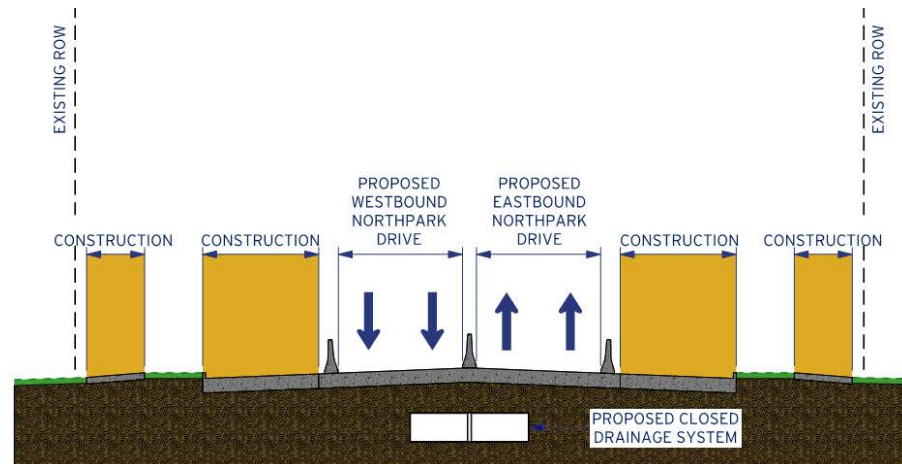 EXISTING ROW
EXISTING ROW
PROPOSED
WESTBOUND
NORTHPARK
DRIVE
PROPOSED
EASTBOUND
NORTHPARK
DRIVE
CONSTRUCTION
CONSTRUCTION
CONSTRUCTION
CONSTRUCTION
PROPOSED CLOSED
DRAINAGE SYSTEM